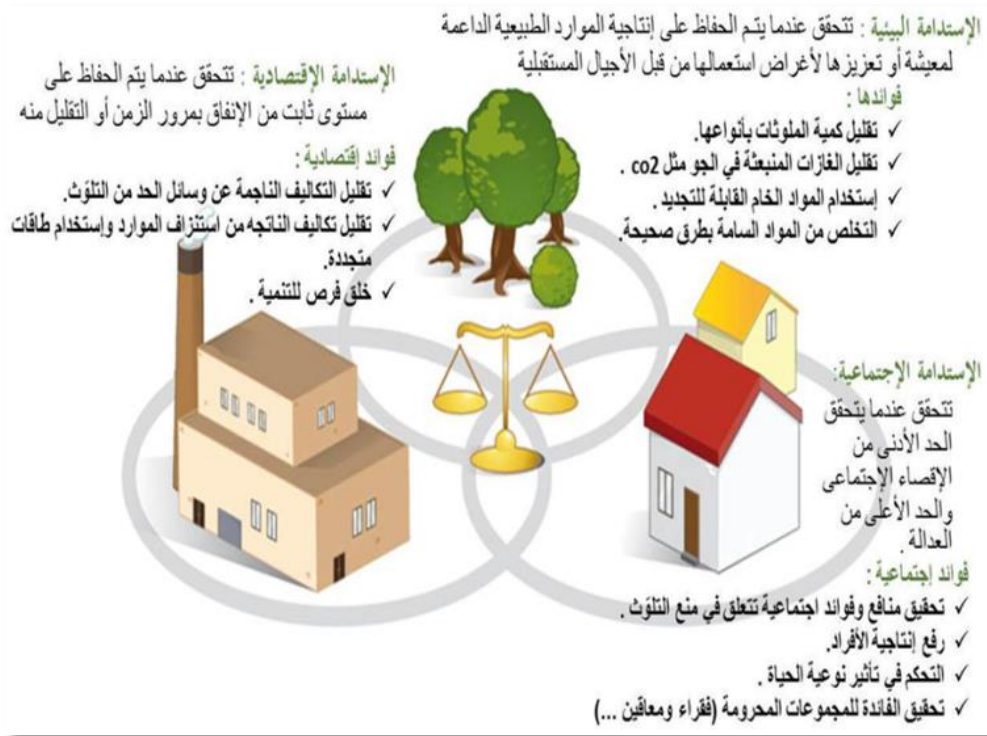 الإستدامة البيئية : تتحقق عندما يتم الحفاظ على إنتاجية الموارد الطبيعية الداعمة
لمعيشة أو تعزيزها لأغراض استعمالها من قبل الأجيال المستقبلية
فوائدها :
✓ تقليل كمية الملوثات بأنواعها.
✓ تقليل الغازات المنبعثة في الجو مثل co2 .
✓ إستخدام المواد الخام القابلة للتجديد .
✓ التخلص من المواد السامة بطرق صحيحة.
الإستدامة الإقتصادية : تتحقق عندما يتم الحفاظ على
مستوى ثابت من الإنفاق بمرور الزمن أو التقليل منه
فوائد إقتصادية :
✓ تقليل التكاليف الناجمة عن وسائل الحد من التلوّث.
✓ تقليل تكاليف الناتجه من استنزاف الموارد وإستخدام طاقات
متجددة.
✓ خلق فرص للتنمية .
الإستدامة الإجتماعية:
تتحقق عندما يتحقق
الحد الأدنى من
الإقصاء الإجتماعى
والحد الأعلى من
العدالة .
فوائد إجتماعية :
✓ تحقيق منافع وفوائد اجتماعية تتعلق في منع التلوّث .
✓ رفع إنتاجية الأفراد.
✓ التحكم في تأثير نوعية الحياة .
✓ تحقيق الفائدة للمجموعات المحرومة (فقراء ومعاقين ...)